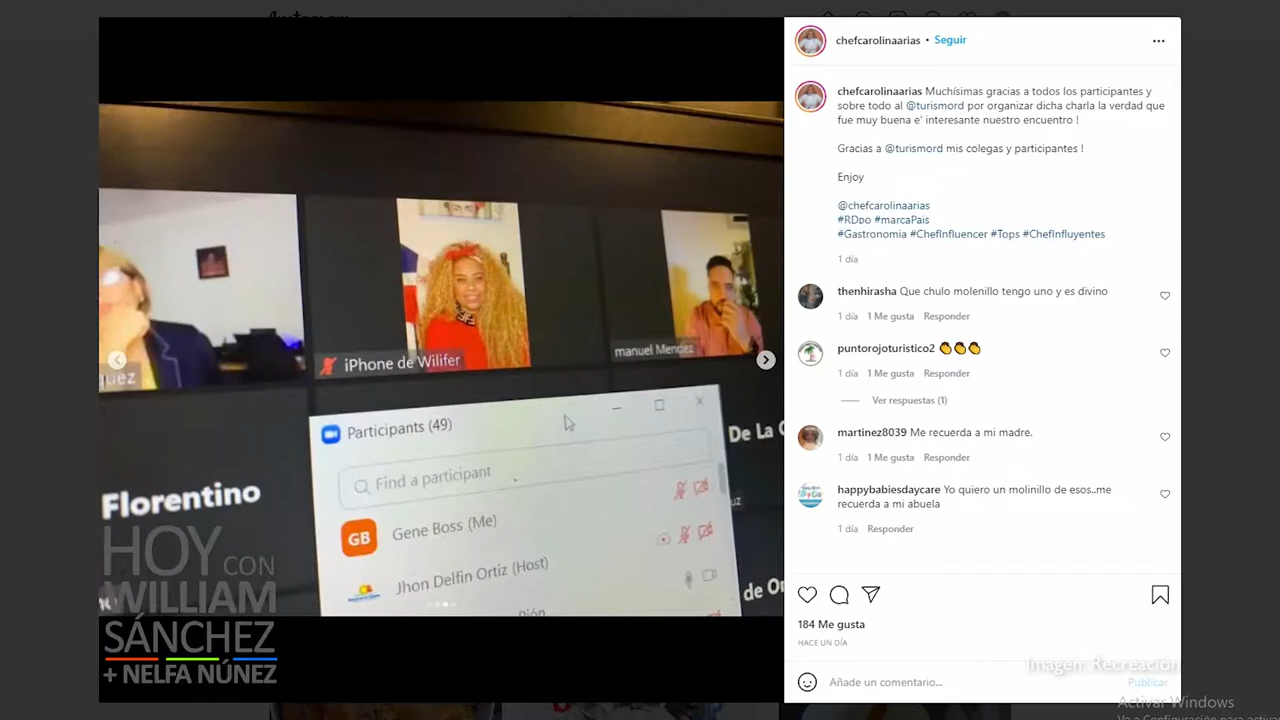 chefcarolinaarias • Seguir
chefcarolinaarias Muchísimas gracias a todos los participantes y
sobre todo al @turismord por organizar dicha charla la verdad que
fue muy buena e' interesante nuestro encuentro !
Gracias a @turismord mis colegas y participantes !
Enjoy
@chefcarolinaarias
#RDpo #marcaPais
#Gastronomia #ChefInfluencer #Tops #ChefInfluyentes
1 día
thenhirasha Que chulo molenillo tengo uno y es divino
1 día 1 Me gusta Responder
puntorojoturistico2 👏👏👏
1 día 1 Me gusta Responder
Ver respuestas (1)
martinez8039 Me recuerda a mi madre.
1 día 1 Me gusta Responder
happybabiesdaycare Yo quiero un molinillo de esos..me
recuerda a mi abuela
1 día Responder
184 Me gusta
HACE UN DÍA
Añade un comentario...
Publicar
Imagen: Recreación
Activar Windows
iPhone de Wilifer
manuel Mendez
Participants (49)
Find a participant
GB Gene Boss (Me)
Jhon Delfin Ortiz (Host)
De La
Florentino
HOY CON
WILLIAM
SÁNCHEZ
+ NELFA NÚNEZ